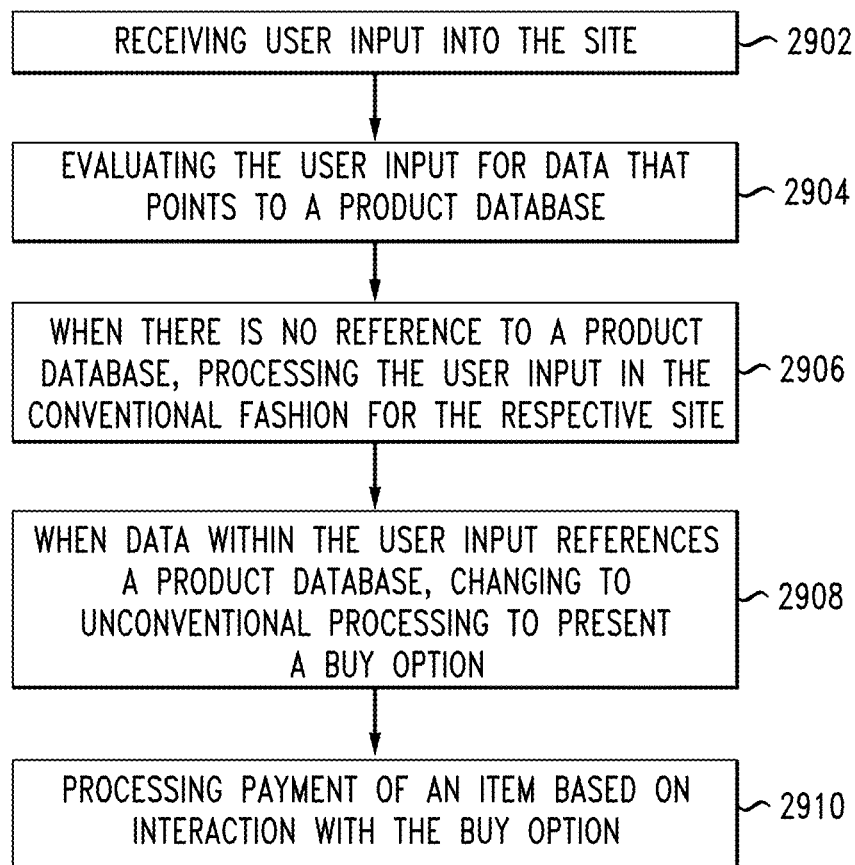 RECEIVING USER INPUT INTO THE SITE
2902
EVALUATING THE USER INPUT FOR DATA THAT
POINTS TO A PRODUCT DATABASE
2904
WHEN THERE IS NO REFERENCE TO A PRODUCT
DATABASE, PROCESSING THE USER INPUT IN THE
CONVENTIONAL FASHION FOR THE RESPECTIVE SITE
2906
WHEN DATA WITHIN THE USER INPUT REFERENCES
A PRODUCT DATABASE, CHANGING TO
UNCONVENTIONAL PROCESSING TO PRESENT
A BUY OPTION
2908
PROCESSING PAYMENT OF AN ITEM BASED ON
INTERACTION WITH THE BUY OPTION
2910